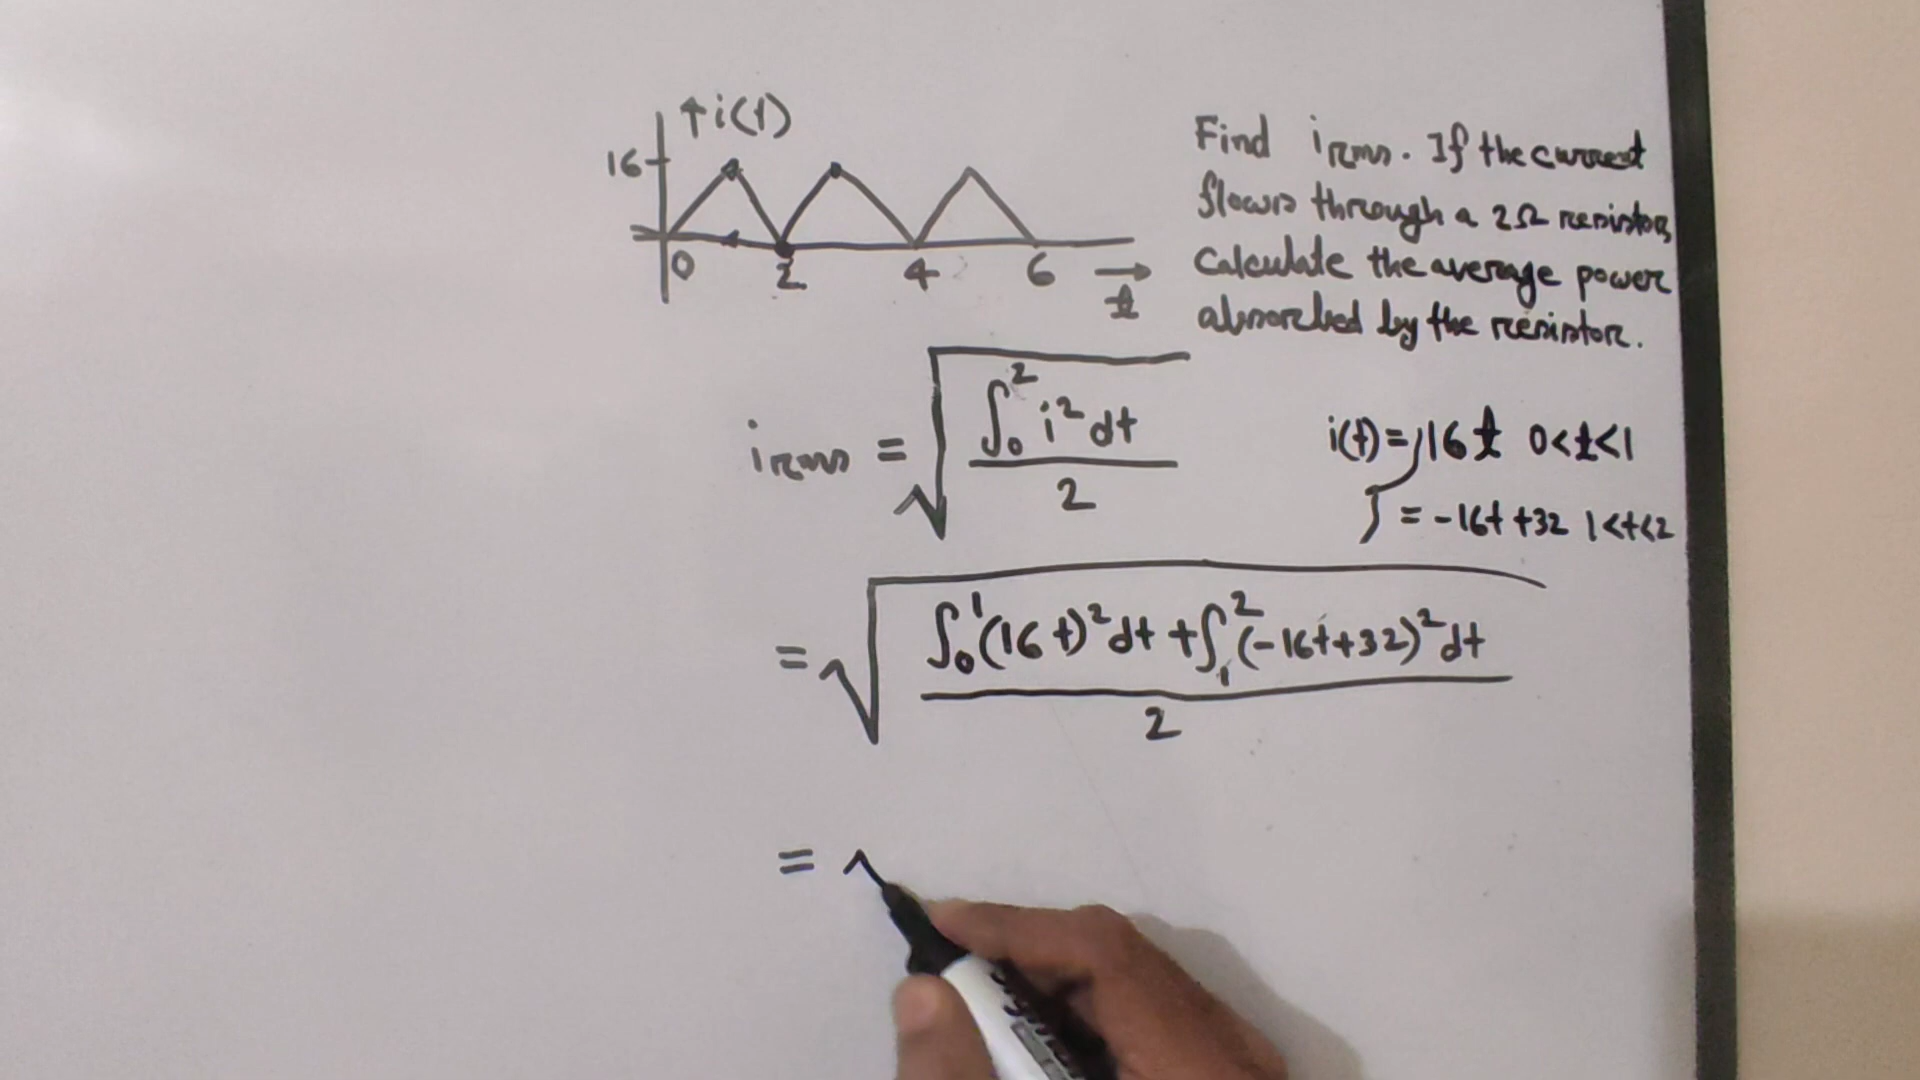 ↑i(t)
16
0 2 4 6 →
t
Find irms. If the current
flows through a 2Ω resistor,
calculate the average power
absorbed by the resistor.
irms = √(∫₀² i² dt / 2)
i(t) = 16t 0<t<1
= -16t+32 1<t<2
= √((∫₀¹ (16t)² dt + ∫₁² (-16t+32)² dt) / 2)
=